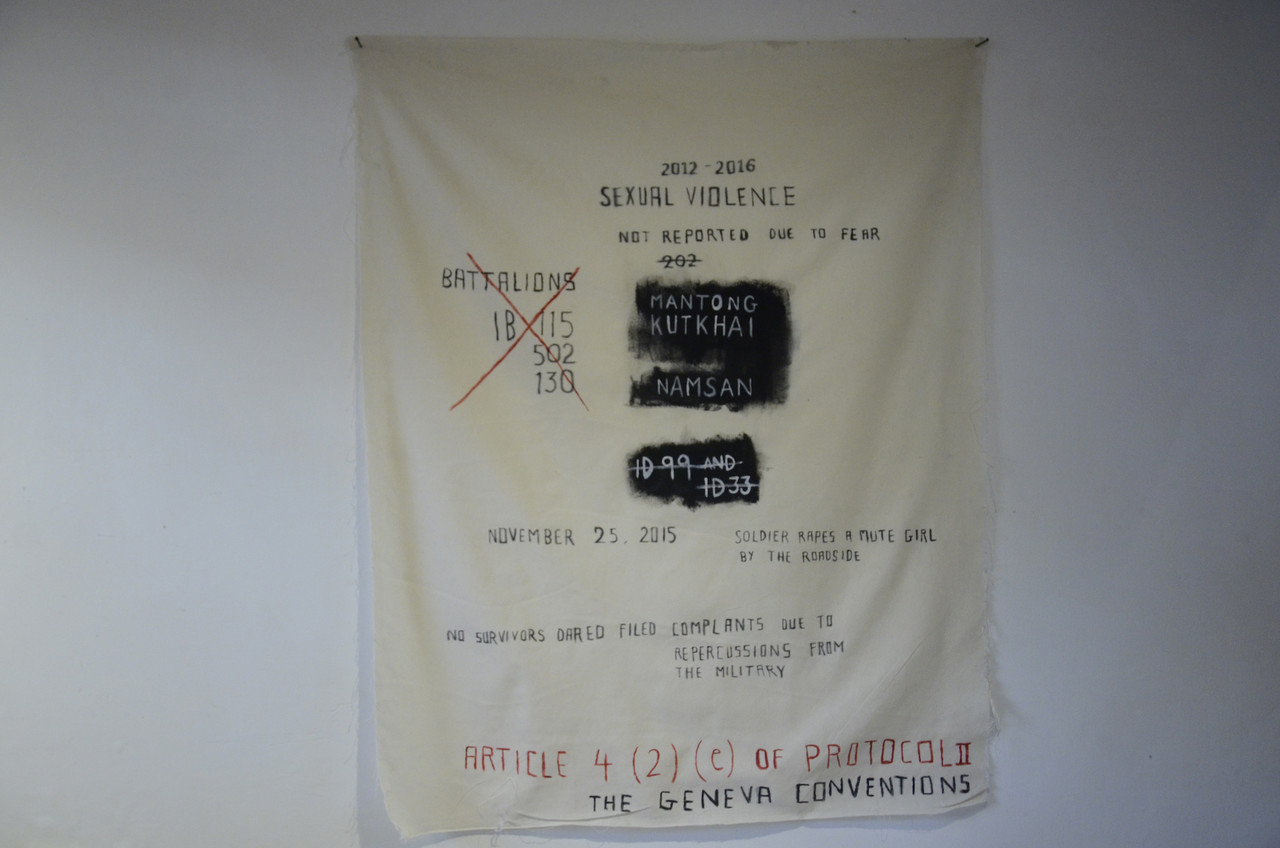 2012 - 2016
SEXUAL VIOLENCE
NOT REPORTED DUE TO FEAR
202
BATTALIONS
IB 115
502
130
MANTONG
KUTKHAI
NAMSAN
ID 99 AND
ID 33
NOVEMBER 25, 2015
SOLDIER RAPES A MUTE GIRL
BY THE ROADSIDE
NO SURVIVORS DARED FILED COMPLANTS DUE TO
REPERCUSSIONS FROM
THE MILITARY
ARTICLE 4 (2) (e) OF PROTOCOL II
THE GENEVA CONVENTIONS